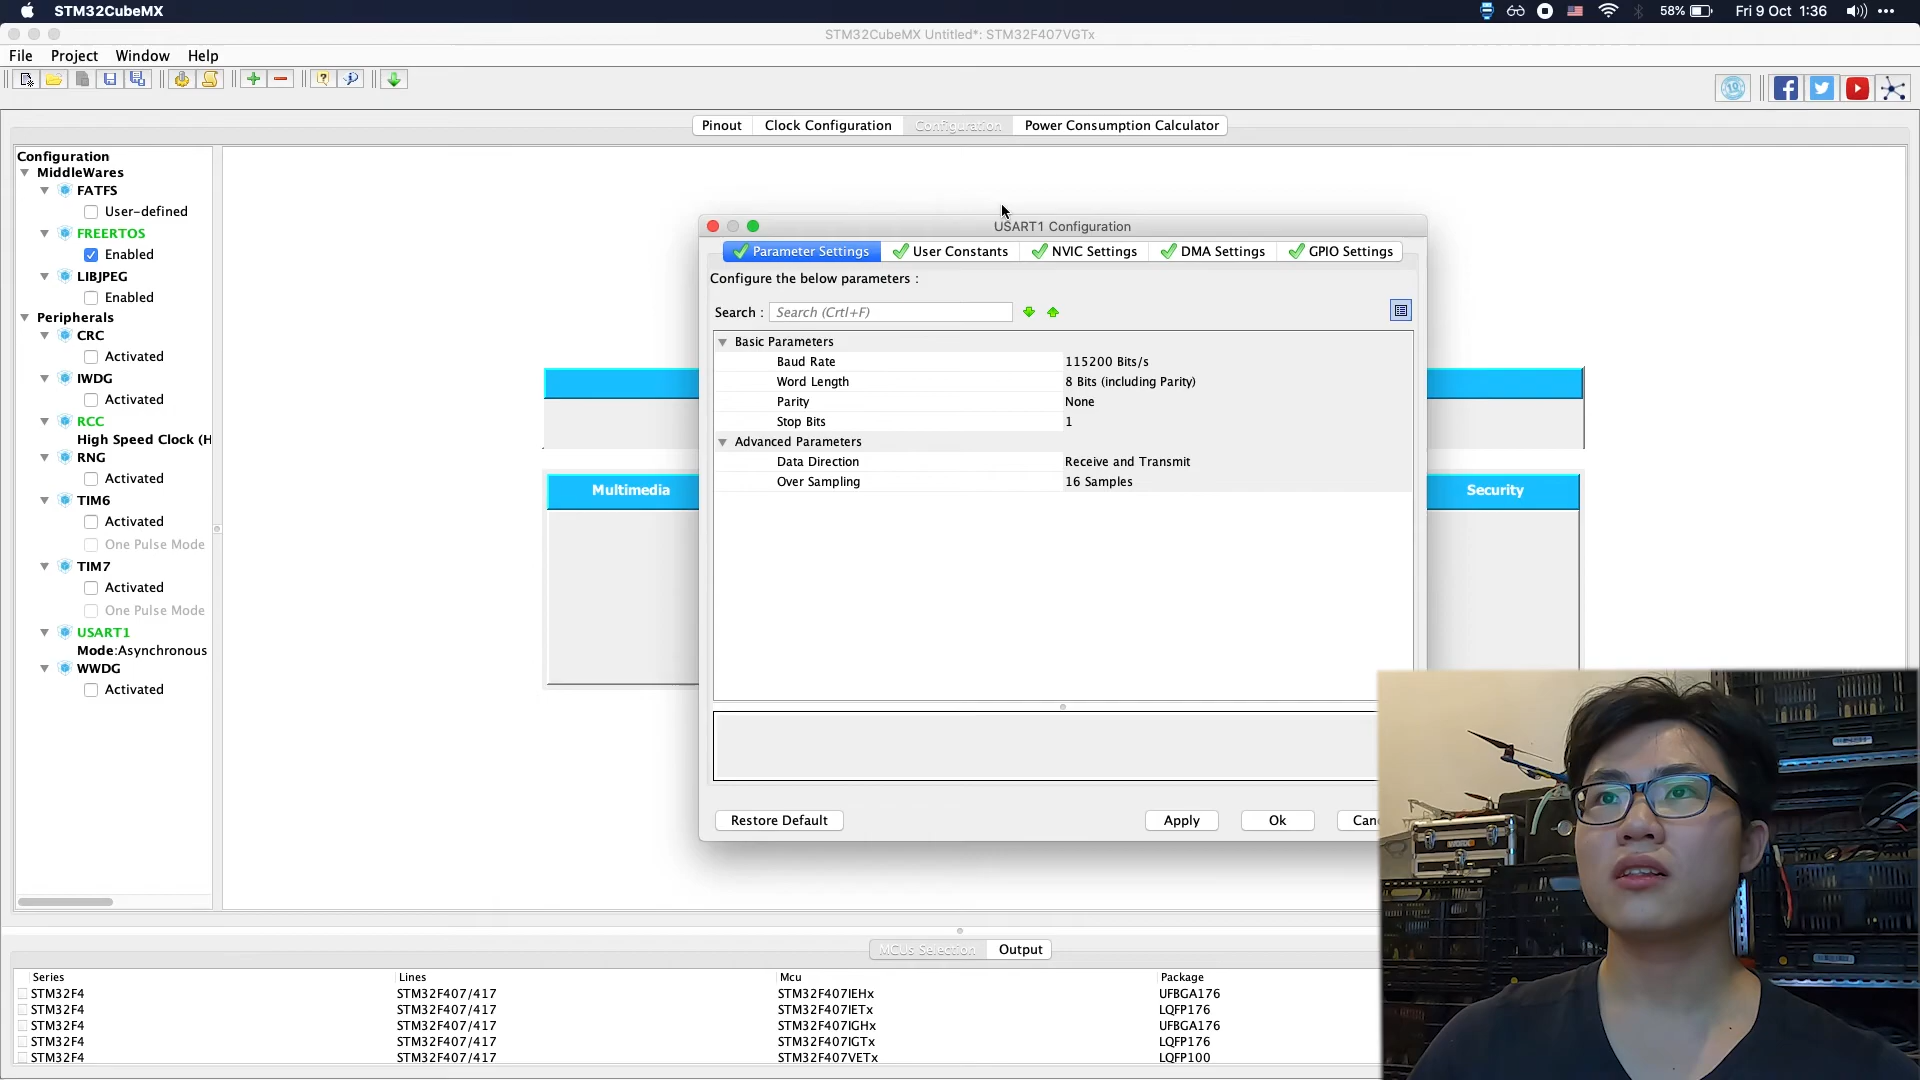 STM32CubeMX
58%
Fri 9 Oct 1:36
STM32CubeMX Untitled*: STM32F407VGTx
File Project Window Help
Pinout Clock Configuration Configuration Power Consumption Calculator
Configuration
MiddleWares
FATFS
User-defined
FREERTOS
Enabled
LIBJPEG
Enabled
Peripherals
CRC
Activated
IWDG
Activated
RCC
High Speed Clock (H
RNG
Activated
TIM6
Activated
One Pulse Mode
TIM7
Activated
One Pulse Mode
USART1
Mode:Asynchronous
WWDG
Activated
Multimedia
Security
USART1 Configuration
Parameter Settings User Constants NVIC Settings DMA Settings GPIO Settings
Configure the below parameters :
Search : Search (Crtl+F)
Basic Parameters
Baud Rate 115200 Bits/s
Word Length 8 Bits (including Parity)
Parity None
Stop Bits 1
Advanced Parameters
Data Direction Receive and Transmit
Over Sampling 16 Samples
Restore Default Apply Ok Canc
MCUs Selection Output
Series Lines Mcu Package
STM32F4 STM32F407/417 STM32F407IEHx UFBGA176
STM32F4 STM32F407/417 STM32F407IETx LQFP176
STM32F4 STM32F407/417 STM32F407IGHx UFBGA176
STM32F4 STM32F407/417 STM32F407IGTx LQFP176
STM32F4 STM32F407/417 STM32F407VETx LQFP100